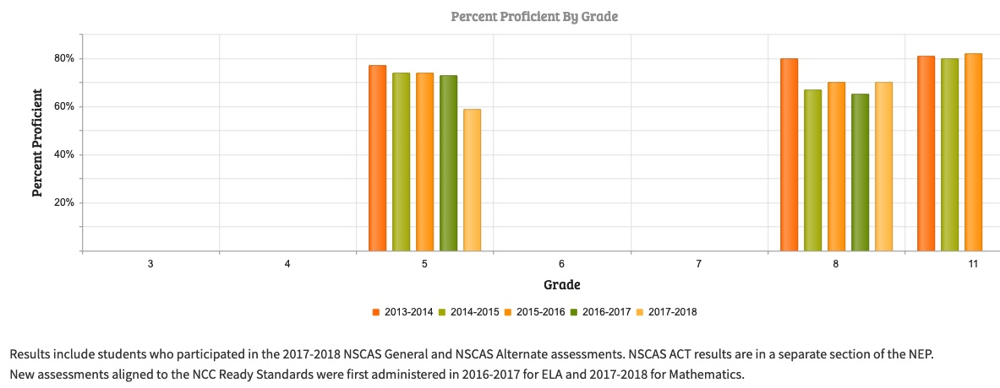 Percent Proficient By Grade
Percent Proficient
80%
60%
40%
20%
3 4 5 6 7 8 11
Grade
2013-2014 2014-2015 2015-2016 2016-2017 2017-2018
Results include students who participated in the 2017-2018 NSCAS General and NSCAS Alternate assessments. NSCAS ACT results are in a separate section of the NEP.
New assessments aligned to the NCC Ready Standards were first administered in 2016-2017 for ELA and 2017-2018 for Mathematics.